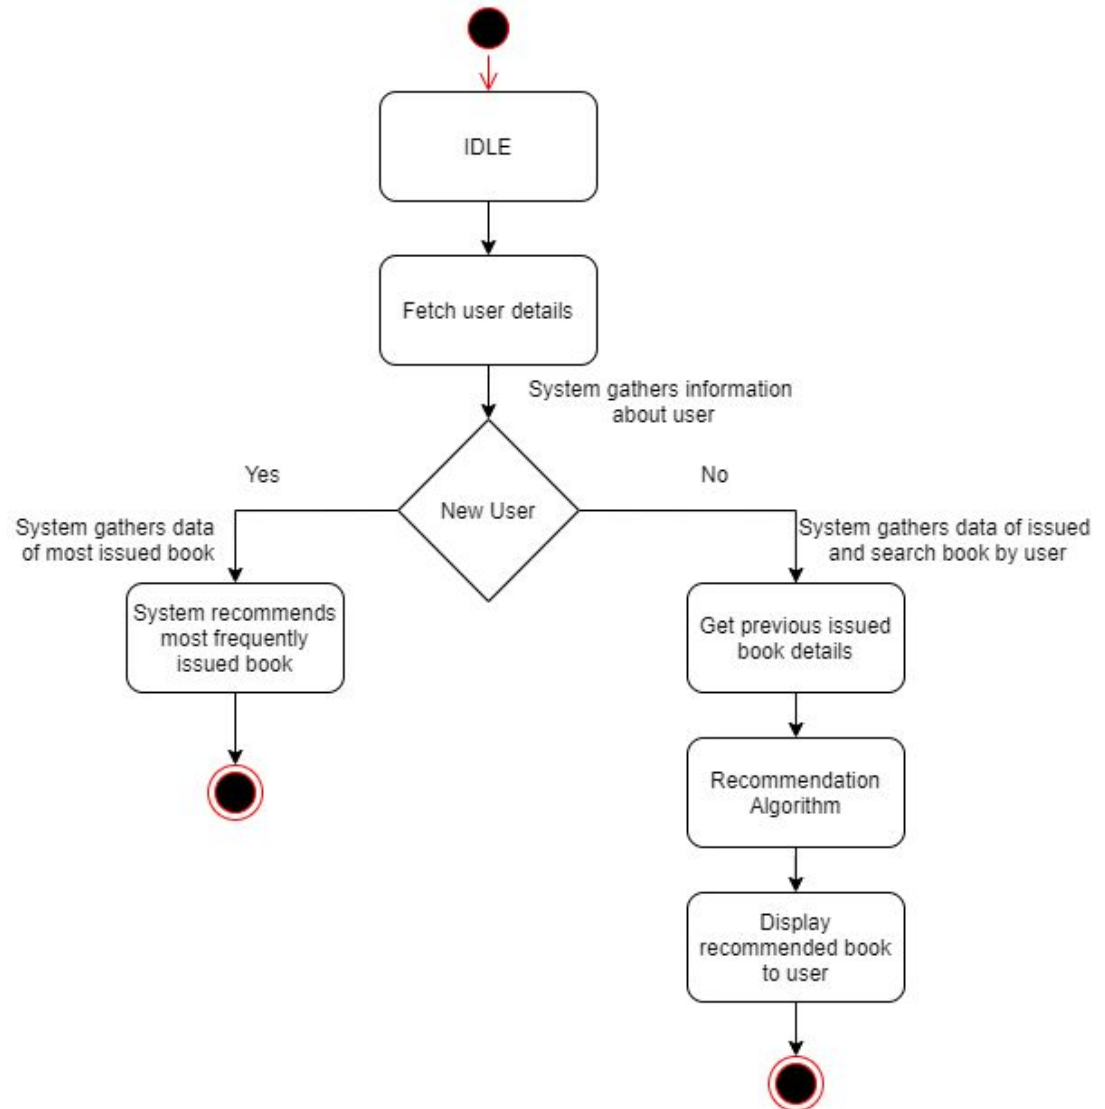 IDLE
Fetch user details
System gathers information
about user
New User
Yes
No
System gathers data
of most issued book
System gathers data of issued
and search book by user
System recommends
most frequently
issued book
Get previous issued
book details
Recommendation
Algorithm
Display
recommended book
to user